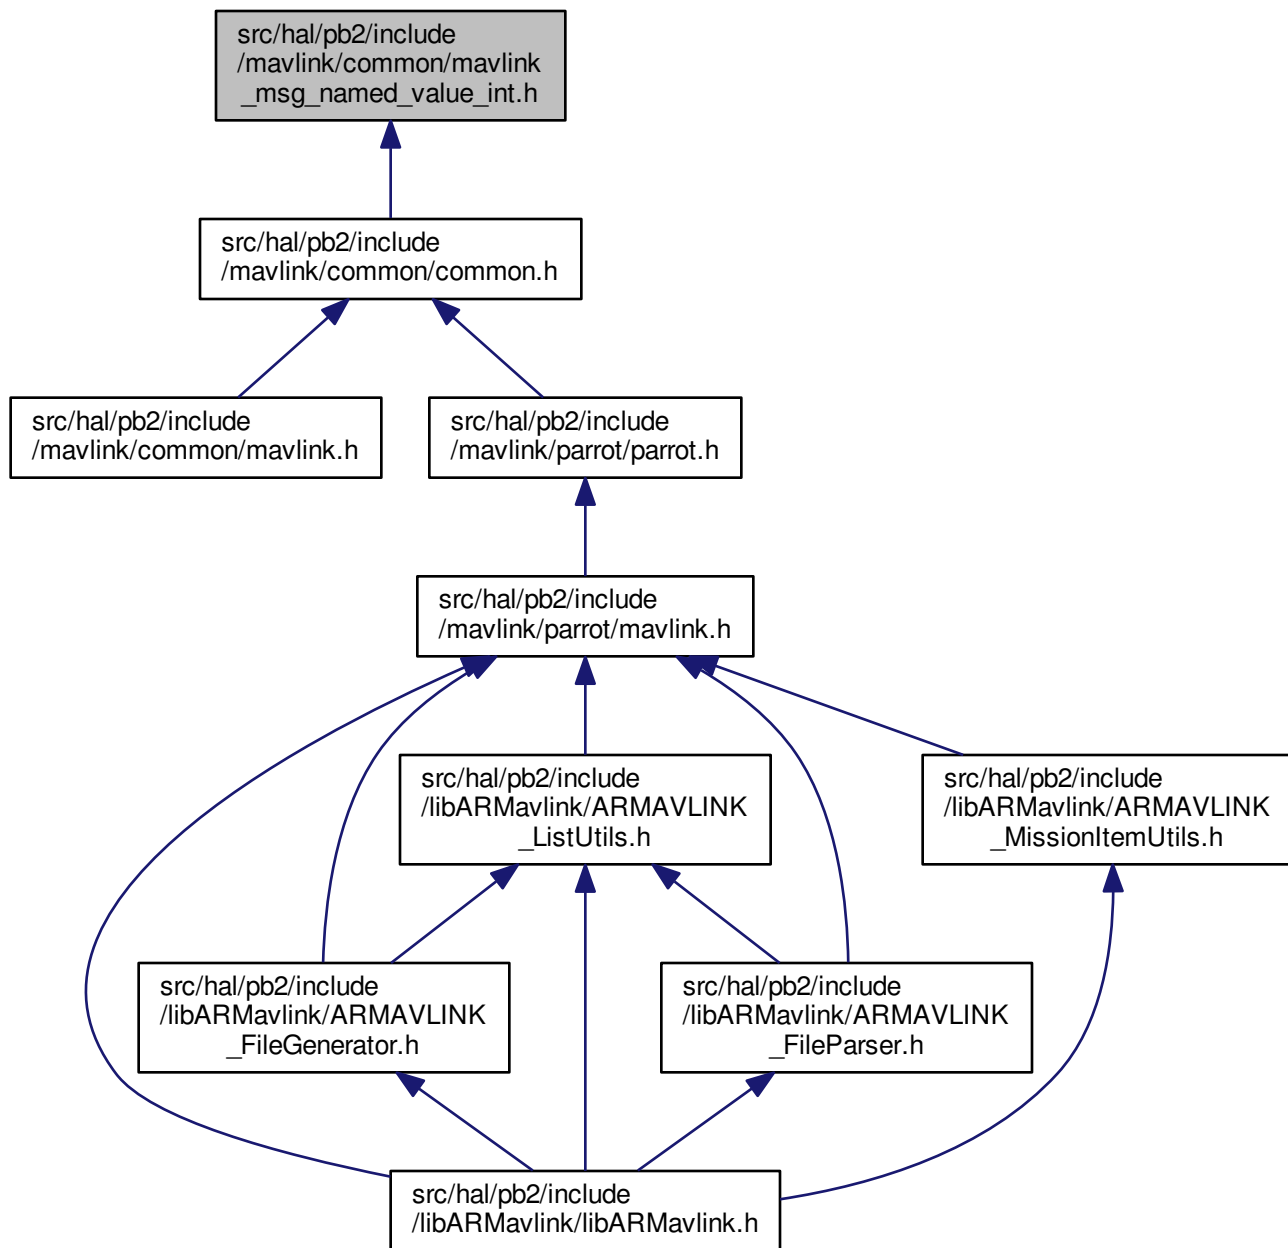 src/hal/pb2/include
/mavlink/common/mavlink
_msg_named_value_int.h
src/hal/pb2/include
/mavlink/common/common.h
src/hal/pb2/include
/mavlink/common/mavlink.h
src/hal/pb2/include
/mavlink/parrot/parrot.h
src/hal/pb2/include
/mavlink/parrot/mavlink.h
src/hal/pb2/include
/libARMavlink/ARMAVLINK
_ListUtils.h
src/hal/pb2/include
/libARMavlink/ARMAVLINK
_MissionItemUtils.h
src/hal/pb2/include
/libARMavlink/ARMAVLINK
_FileGenerator.h
src/hal/pb2/include
/libARMavlink/ARMAVLINK
_FileParser.h
src/hal/pb2/include
/libARMavlink/libARMavlink.h